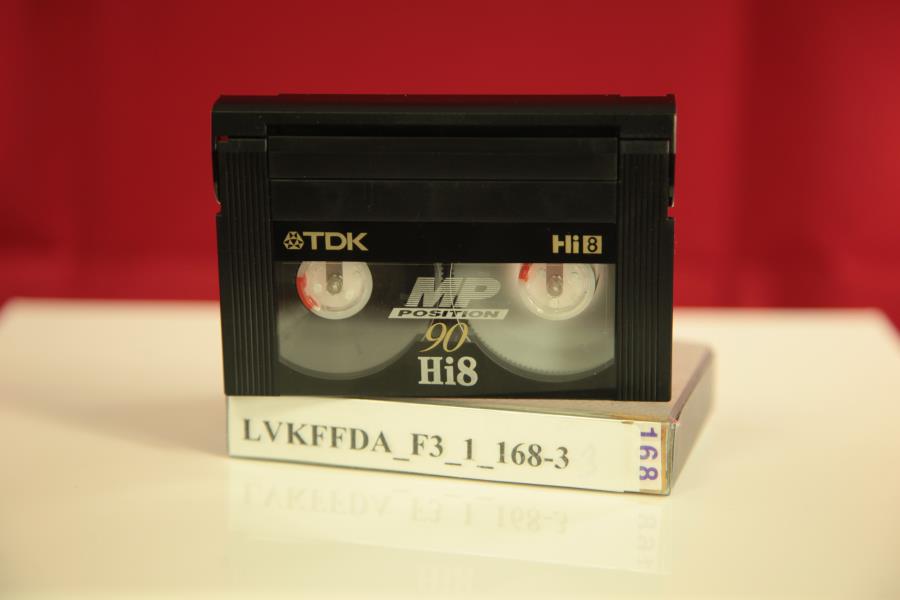 TDK
Hi8
MP
POSITION
90
Hi8
LVKFFDA_F3_1_168-3
168